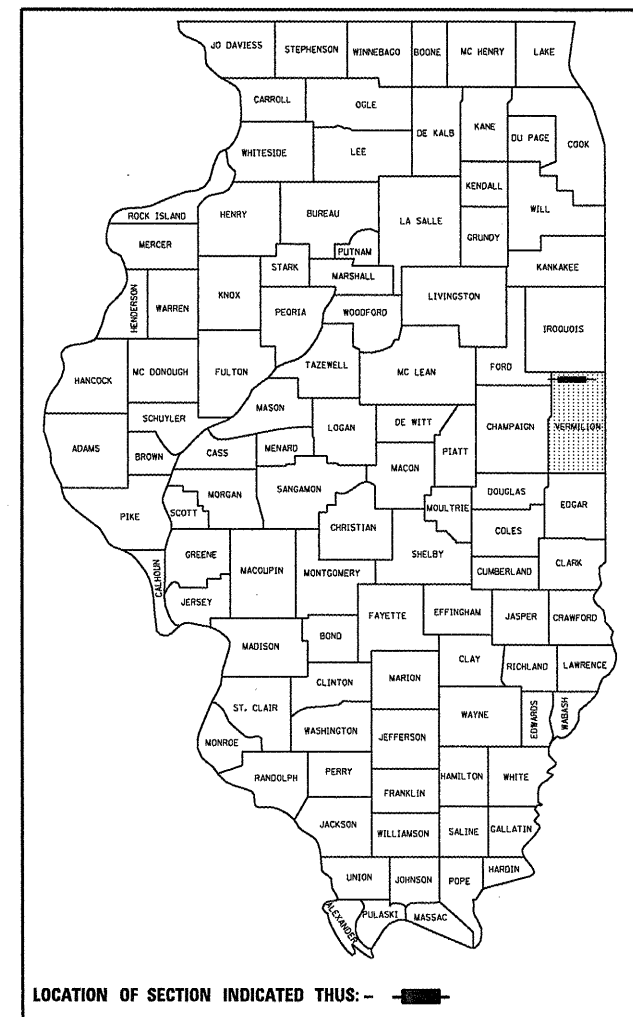 JO DAVIESS STEPHENSON WINNEBAGO BOONE MC HENRY LAKE
CARROLL OGLE DE KALB KANE DU PAGE COOK
WHITESIDE LEE
KENDALL WILL
ROCK ISLAND HENRY BUREAU LA SALLE GRUNDY
MERCER PUTNAM KANKAKEE
STARK MARSHALL
HENDERSON WARREN KNOX PEORIA WOODFORD LIVINGSTON IROQUOIS
HANCOCK MC DONOUGH FULTON TAZEWELL MC LEAN FORD
SCHUYLER MASON LOGAN DE WITT CHAMPAIGN VERMILION
ADAMS BROWN CASS MENARD MACON PIATT
MORGAN SANGAMON DOUGLAS EDGAR
PIKE SCOTT CHRISTIAN MOULTRIE COLES
GREENE SHELBY
CALHOUN MACOUPIN MONTGOMERY CUMBERLAND CLARK
JERSEY FAYETTE EFFINGHAM JASPER CRAWFORD
MADISON BOND
CLAY RICHLAND LAWRENCE
CLINTON MARION
ST. CLAIR WAYNE EDWARDS WABASH
WASHINGTON JEFFERSON
MONROE
RANDOLPH PERRY HAMILTON WHITE
FRANKLIN
JACKSON WILLIAMSON SALINE GALLATIN
UNION JOHNSON POPE HARDIN
ALEXANDER PULASKI MASSAC
LOCATION OF SECTION INDICATED THUS: -